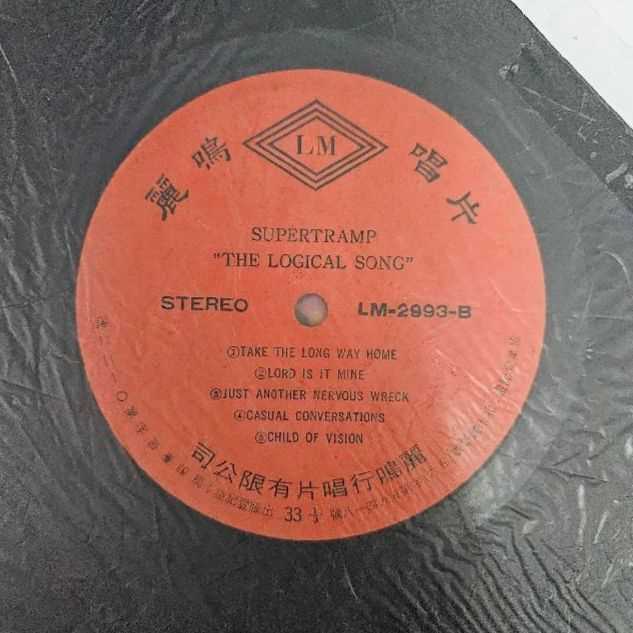 麗鳴唱片
LM
SUPERTRAMP
"THE LOGICAL SONG"
STEREO LM-2993-B
①TAKE THE LONG WAY HOME
②LORD IS IT MINE
③JUST ANOTHER NERVOUS WRECK
④CASUAL CONVERSATIONS
⑤CHILD OF VISION
司公限有片唱行鳴麗
33⅓